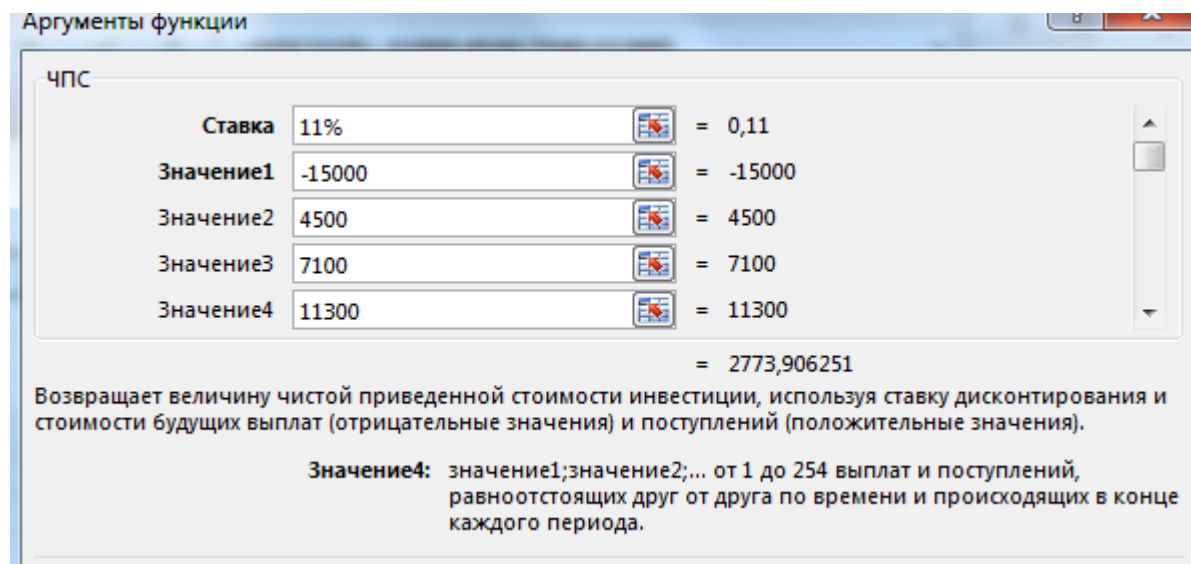 Аргументы функции
ЧПС
Ставка 11% = 0,11
Значение1 -15000 = -15000
Значение2 4500 = 4500
Значение3 7100 = 7100
Значение4 11300 = 11300
= 2773,906251
Возвращает величину чистой приведенной стоимости инвестиции, используя ставку дисконтирования и
стоимости будущих выплат (отрицательные значения) и поступлений (положительные значения).
Значение4: значение1;значение2;... от 1 до 254 выплат и поступлений,
равноотстоящих друг от друга по времени и происходящих в конце
каждого периода.